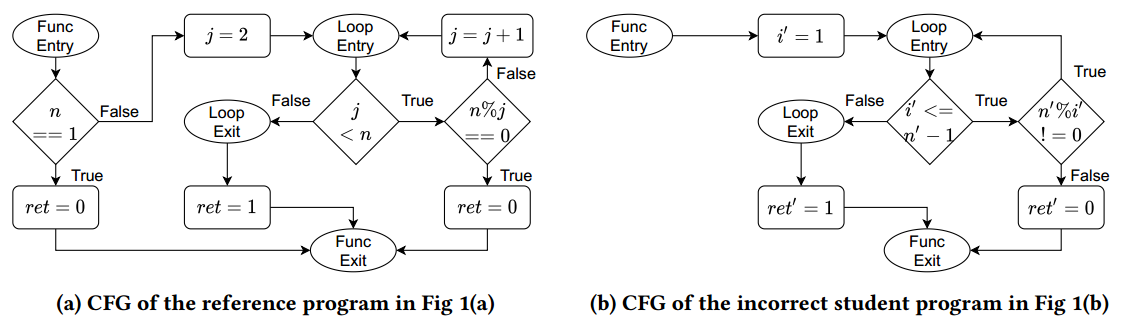 Func
Entry
j = 2
Loop
Entry
j = j + 1
False
n
== 1
False
Loop
Exit
False
j
< n
True
n%j
== 0
True
True
ret = 0
ret = 1
ret = 0
Func
Exit
(a) CFG of the reference program in Fig 1(a)
Func
Entry
i′ = 1
Loop
Entry
True
Loop
Exit
False
i′ <=
n′ − 1
True
n′%i′
! = 0
False
ret′ = 1
ret′ = 0
Func
Exit
(b) CFG of the incorrect student program in Fig 1(b)